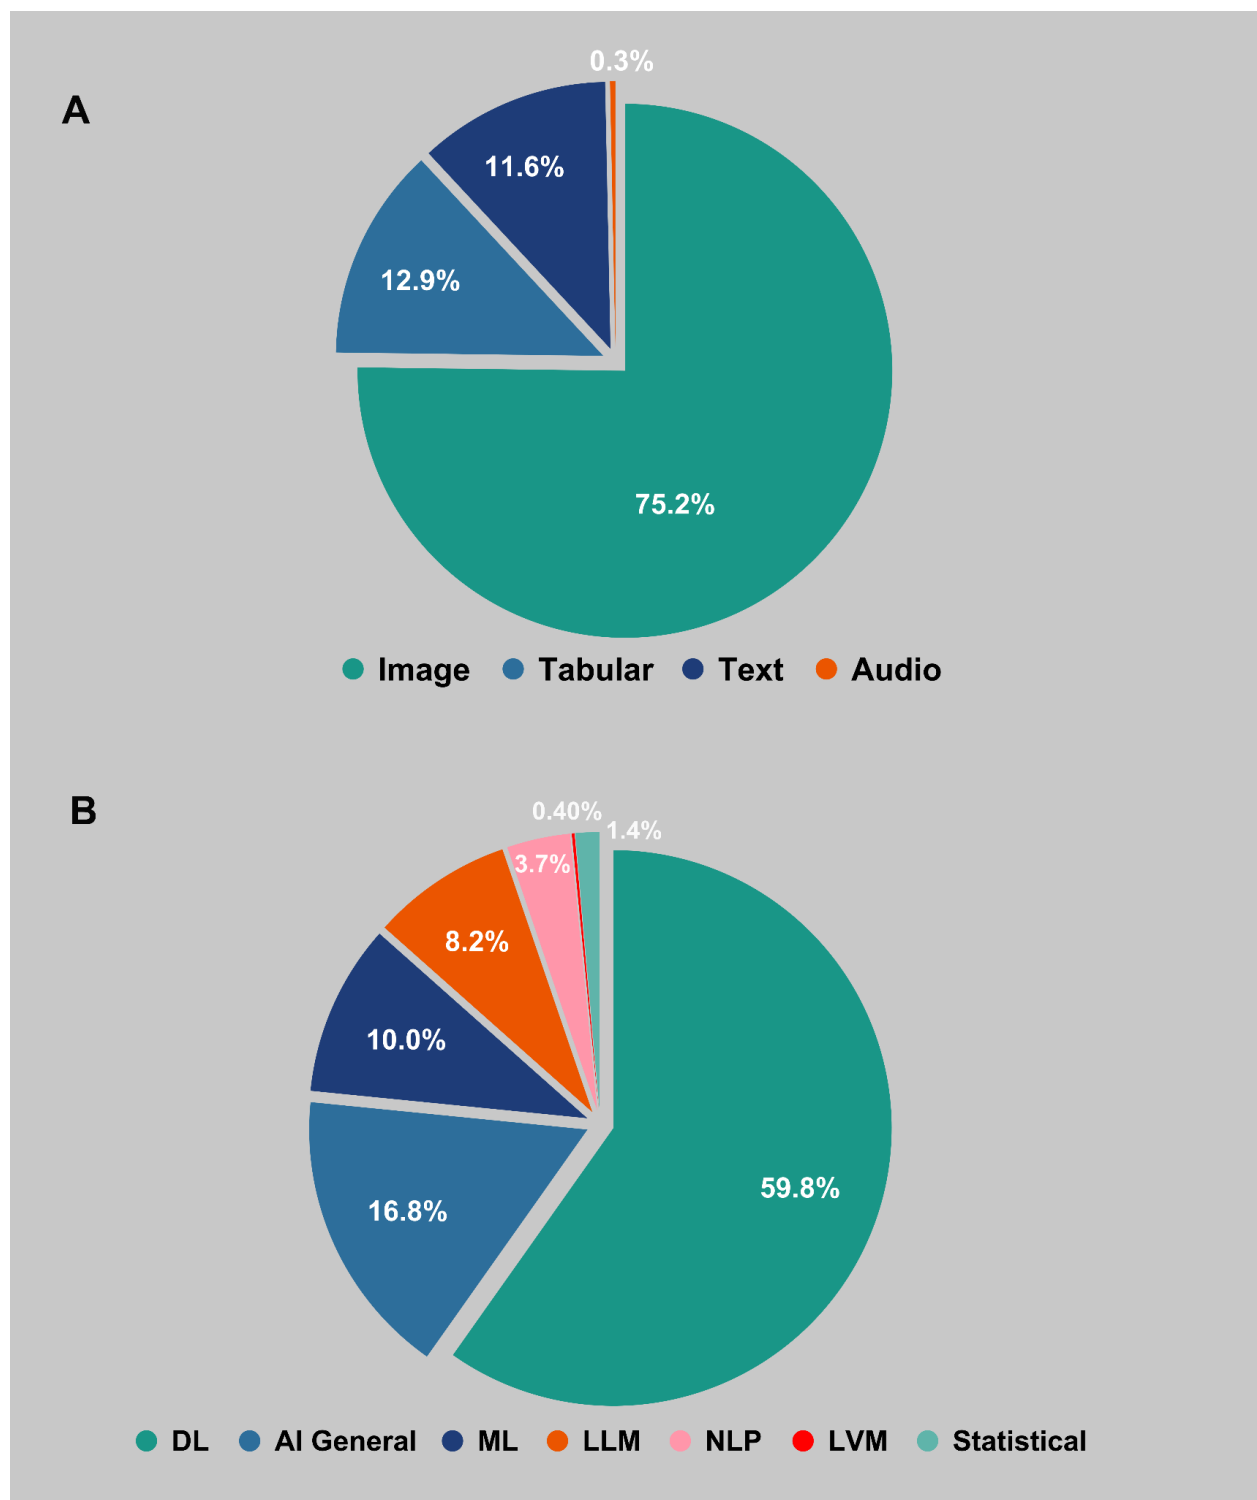 A
0.3%
11.6%
12.9%
75.2%
Image Tabular Text Audio
B
0.40%
1.4%
3.7%
8.2%
10.0%
59.8%
16.8%
DL AI General ML LLM NLP LVM Statistical